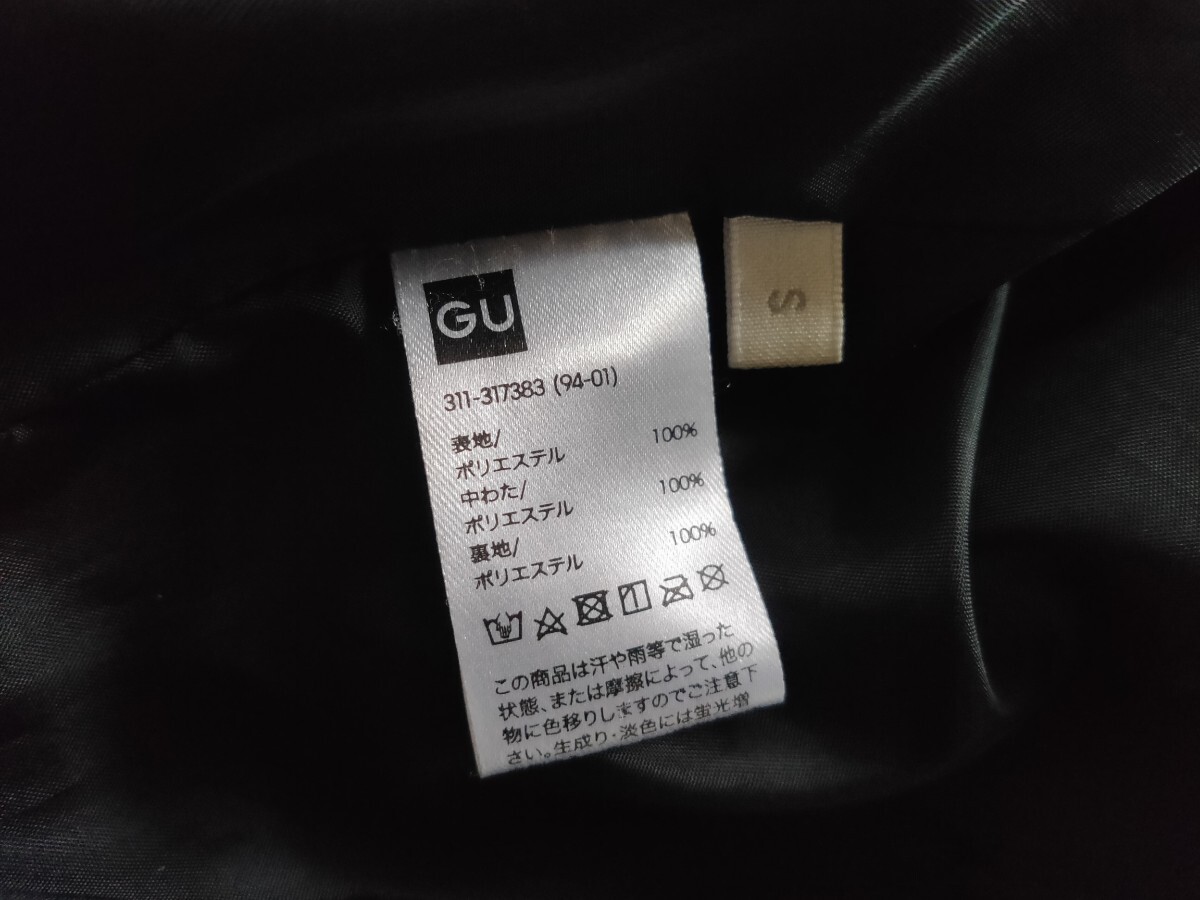 GU
311-317383 (94-01)
表地/
ポリエステル 100%
中わた/
ポリエステル 100%
裏地/
ポリエステル 100%
この商品は汗や雨等で湿った
状態、または摩擦によって、他の
物に色移りしますのでご注意下
さい。生成り・淡色には蛍光増
S